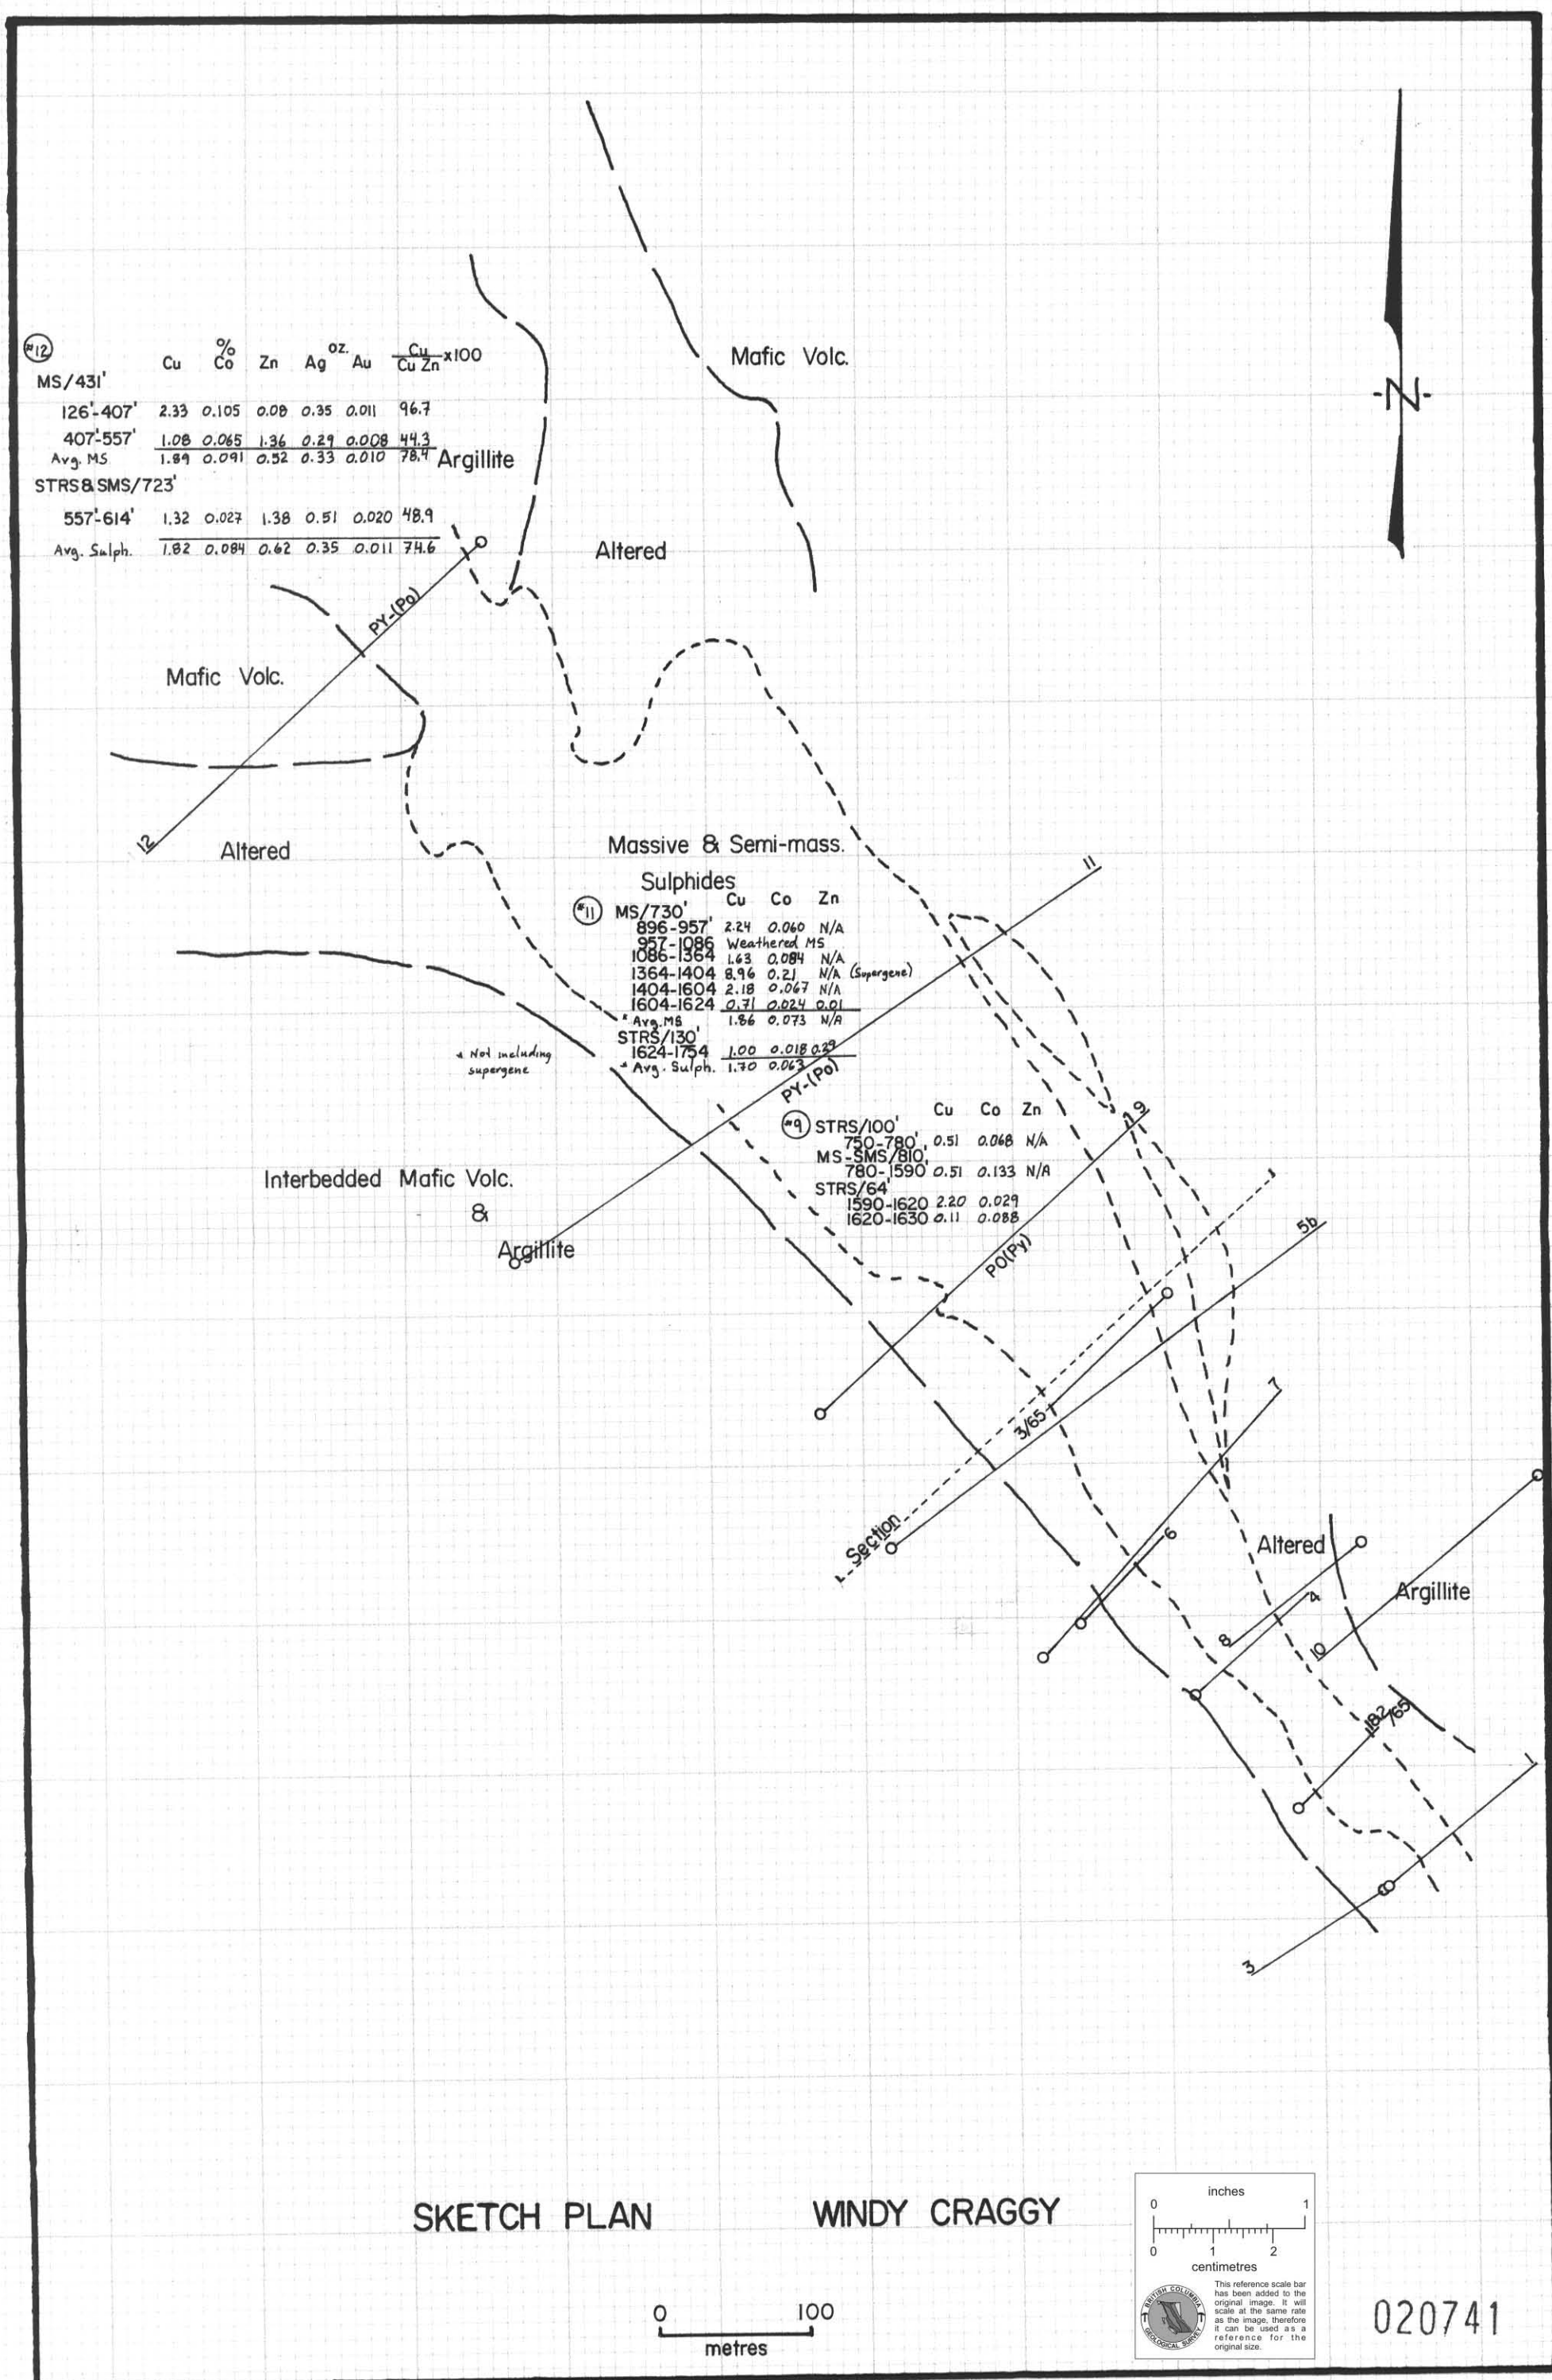 Mafic Volc.
#12
% oz.
Cu Co Zn Ag Au Cu/Cu Zn x100
MS/431'
126'-407' 2.33 0.105 0.08 0.35 0.011 96.7
407'-557' 1.08 0.065 1.36 0.29 0.008 44.3
Avg. MS 1.89 0.091 0.52 0.33 0.010 78.4
STRS & SMS/723'
557'-614' 1.32 0.027 1.38 0.51 0.020 48.9
Avg. Sulph. 1.82 0.084 0.62 0.35 0.011 74.6
Argillite
Altered
N
PY-(Po)
Mafic Volc.
12
Altered
Massive & Semi-mass.
Sulphides
11
#11 MS/730' Cu Co Zn
896-957' 2.24 0.060 N/A
957-1086 Weathered MS
1086-1364 1.63 0.084 N/A
1364-1404 8.96 0.21 N/A (Supergene)
1404-1604 2.18 0.067 N/A
1604-1624 0.71 0.024 0.01
* Avg. MS 1.86 0.073 N/A
STRS/130'
1624-1754 1.00 0.018 0.29
* Avg. Sulph. 1.70 0.063
* Not including
supergene
PY-(Po)
#9 STRS/100' Cu Co Zn
750-780' 0.51 0.068 N/A
MS-SMS/810'
780-1590 0.51 0.133 N/A
STRS/64'
1590-1620 2.20 0.029
1620-1630 0.11 0.088
9
Interbedded Mafic Volc.
&
Argillite
PO(Py)
5b
3/65
7
Section
6
Altered
Argillite
4
8
10
1&2/65
1
3
SKETCH PLAN WINDY CRAGGY
0 100
metres
inches
0 1
0 1 2
centimetres
BRITISH COLUMBIA
GEOLOGICAL SURVEY
This reference scale bar
has been added to the
original image. It will
scale at the same rate
as the image, therefore
it can be used as a
reference for the
original size.
020741